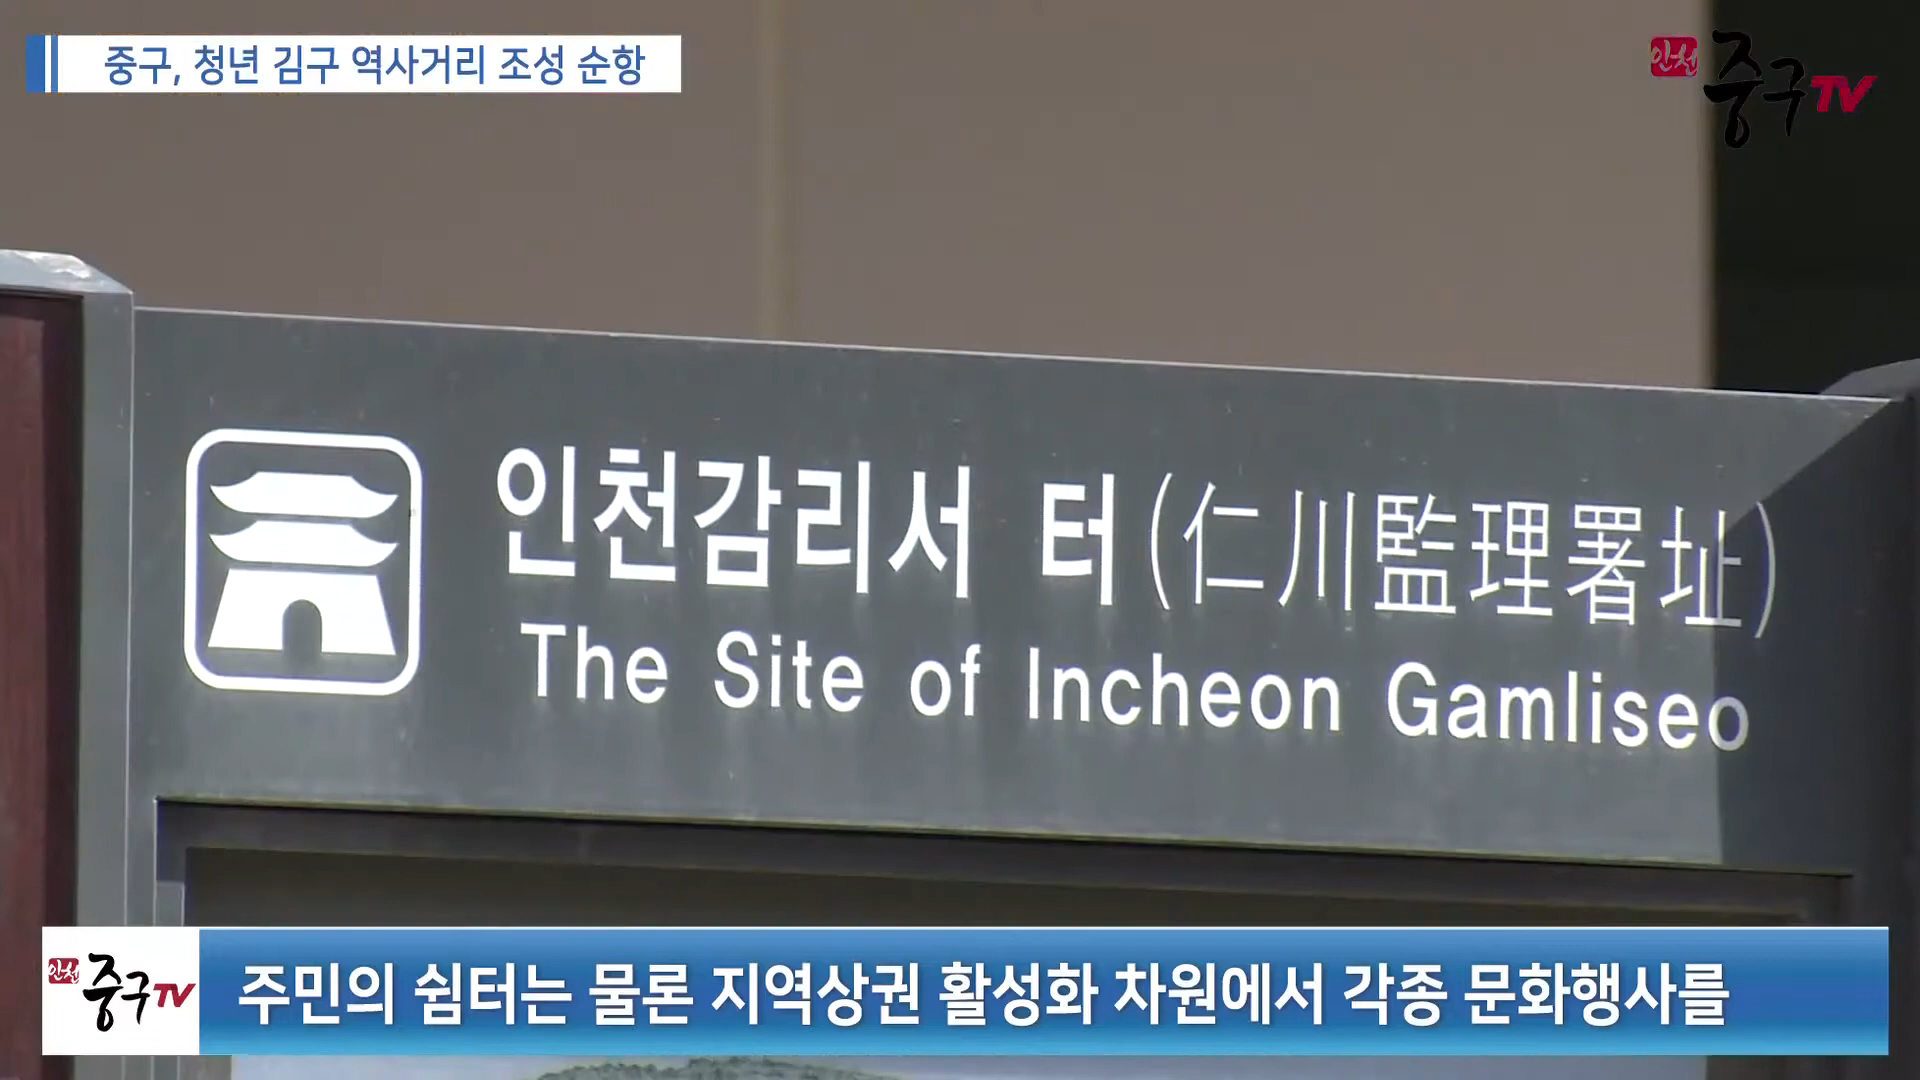 중구, 청년 김구 역사거리 조성 순항
인천 중구TV
인천감리서 터 (仁川監理署址)
The Site of Incheon Gamliseo
인천 중구TV
주민의 쉼터는 물론 지역상권 활성화 차원에서 각종 문화행사를